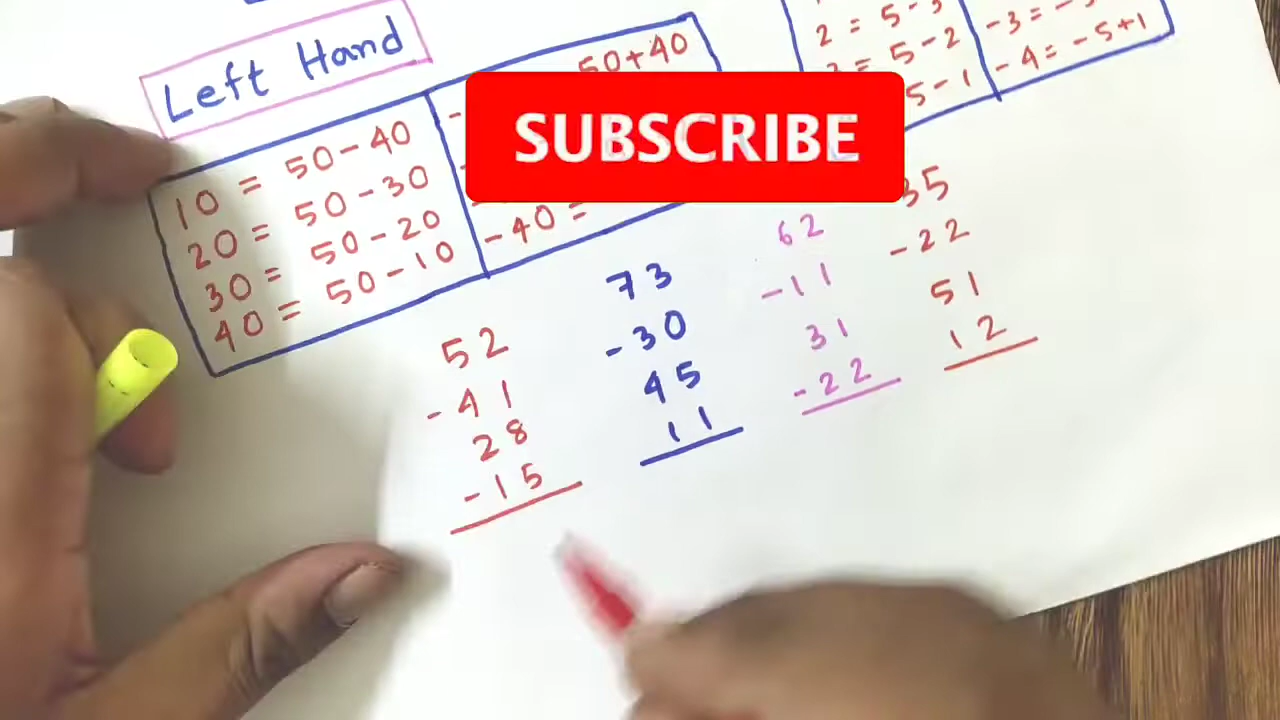 Left Hand
10 = 50 - 40
20 = 50 - 30
30 = 50 - 20
40 = 50 - 10
50 + 40
- 40 =
SUBSCRIBE
2 = 5 - 3
= 5 - 2
5 - 1
- 3 = -
- 4 = - 5 + 1
52
- 41
28
- 15
73
- 30
45
11
62
- 11
31
- 22
35
- 22
51
12